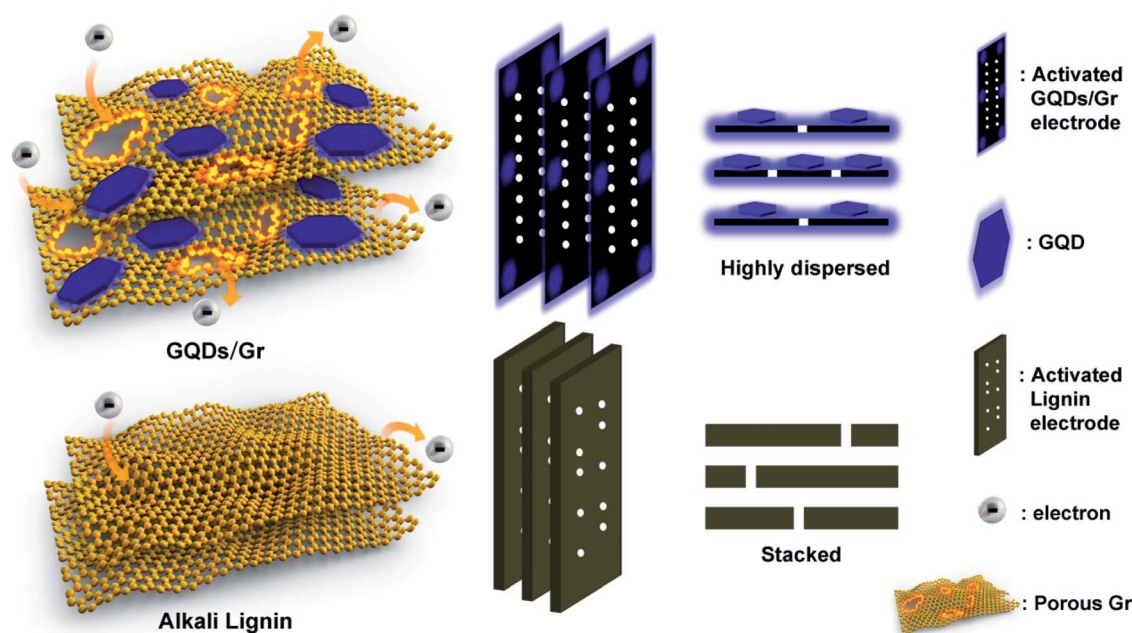 GQDs/Gr
Alkali Lignin
Highly dispersed
Stacked
: Activated
GQDs/Gr
electrode
: GQD
: Activated
Lignin
electrode
: electron
: Porous Gr